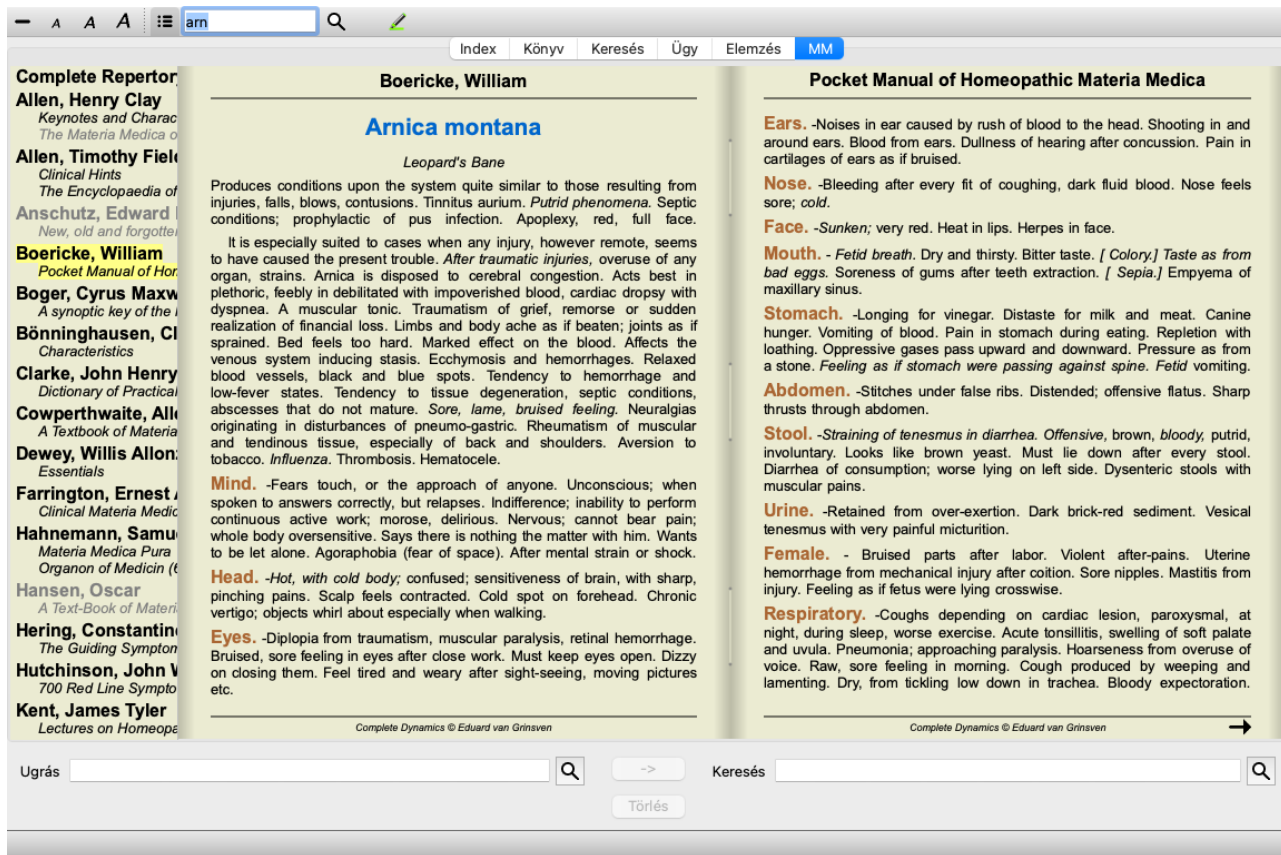 A A A arn
Index Könyv Keresés Ügy Elemzés MM
Complete Repertor
Allen, Henry Clay
Keynotes and Charac
The Materia Medica o
Allen, Timothy Field
Clinical Hints
The Encyclopaedia of
Anschutz, Edward
New, old and forgotte
Boericke, William
Pocket Manual of Hon
Boger, Cyrus Maxw
A synoptic key of the
Bönninghausen, Cl
Characteristics
Clarke, John Henry
Dictionary of Practical
Cowperthwaite, Alle
A Textbook of Materia
Dewey, Willis Allonz
Essentials
Farrington, Ernest
Clinical Materia Medic
Hahnemann, Samu
Materia Medica Pura
Organon of Medicin (6
Hansen, Oscar
A Text-Book of Materi
Hering, Constantine
The Guiding Symptom
Hutchinson, John W
700 Red Line Sympto
Kent, James Tyler
Lectures on Homeopa
Boericke, William
Arnica montana
Leopard's Bane
Produces conditions upon the system quite similar to those resulting from
injuries, falls, blows, contusions. Tinnitus aurium. Putrid phenomena. Septic
conditions; prophylactic of pus infection. Apoplexy, red, full face.
It is especially suited to cases when any injury, however remote, seems
to have caused the present trouble. After traumatic injuries, overuse of any
organ, strains. Arnica is disposed to cerebral congestion. Acts best in
plethoric, feebly in debilitated with impoverished blood, cardiac dropsy with
dyspnea. A muscular tonic. Traumatism of grief, remorse or sudden
realization of financial loss. Limbs and body ache as if beaten; joints as if
sprained. Bed feels too hard. Marked effect on the blood. Affects the
venous system inducing stasis. Ecchymosis and hemorrhages. Relaxed
blood vessels, black and blue spots. Tendency to hemorrhage and
low-fever states. Tendency to tissue degeneration, septic conditions,
abscesses that do not mature. Sore, lame, bruised feeling. Neuralgias
originating in disturbances of pneumo-gastric. Rheumatism of muscular
and tendinous tissue, especially of back and shoulders. Aversion to
tobacco. Influenza. Thrombosis. Hematocele.
Mind. -Fears touch, or the approach of anyone. Unconscious; when
spoken to answers correctly, but relapses. Indifference; inability to perform
continuous active work; morose, delirious. Nervous; cannot bear pain;
whole body oversensitive. Says there is nothing the matter with him. Wants
to be let alone. Agoraphobia (fear of space). After mental strain or shock.
Head. -Hot, with cold body; confused; sensitiveness of brain, with sharp,
pinching pains. Scalp feels contracted. Cold spot on forehead. Chronic
vertigo; objects whirl about especially when walking.
Eyes. -Diplopia from traumatism, muscular paralysis, retinal hemorrhage.
Bruised, sore feeling in eyes after close work. Must keep eyes open. Dizzy
on closing them. Feel tired and weary after sight-seeing, moving pictures
etc.
Complete Dynamics © Eduard van Grinsven
Pocket Manual of Homeopathic Materia Medica
Ears. -Noises in ear caused by rush of blood to the head. Shooting in and
around ears. Blood from ears. Dullness of hearing after concussion. Pain in
cartilages of ears as if bruised.
Nose. -Bleeding after every fit of coughing, dark fluid blood. Nose feels
sore; cold.
Face. -Sunken; very red. Heat in lips. Herpes in face.
Mouth. - Fetid breath. Dry and thirsty. Bitter taste. [ Colory.] Taste as from
bad eggs. Soreness of gums after teeth extraction. [ Sepia.] Empyema of
maxillary sinus.
Stomach. -Longing for vinegar. Distaste for milk and meat. Canine
hunger. Vomiting of blood. Pain in stomach during eating. Repletion with
loathing. Oppressive gases pass upward and downward. Pressure as from
a stone. Feeling as if stomach were passing against spine. Fetid vomiting.
Abdomen. -Stitches under false ribs. Distended; offensive flatus. Sharp
thrusts through abdomen.
Stool. -Straining of tenesmus in diarrhea. Offensive, brown, bloody, putrid,
involuntary. Looks like brown yeast. Must lie down after every stool.
Diarrhea of consumption; worse lying on left side. Dysenteric stools with
muscular pains.
Urine. -Retained from over-exertion. Dark brick-red sediment. Vesical
tenesmus with very painful micturition.
Female. - Bruised parts after labor. Violent after-pains. Uterine
hemorrhage from mechanical injury after coition. Sore nipples. Mastitis from
injury. Feeling as if fetus were lying crosswise.
Respiratory. -Coughs depending on cardiac lesion, paroxysmal, at
night, during sleep, worse exercise. Acute tonsillitis, swelling of soft palate
and uvula. Pneumonia; approaching paralysis. Hoarseness from overuse of
voice. Raw, sore feeling in morning. Cough produced by weeping and
lamenting. Dry, from tickling low down in trachea. Bloody expectoration.
Complete Dynamics © Eduard van Grinsven
Ugrás -> Keresés
Törlés